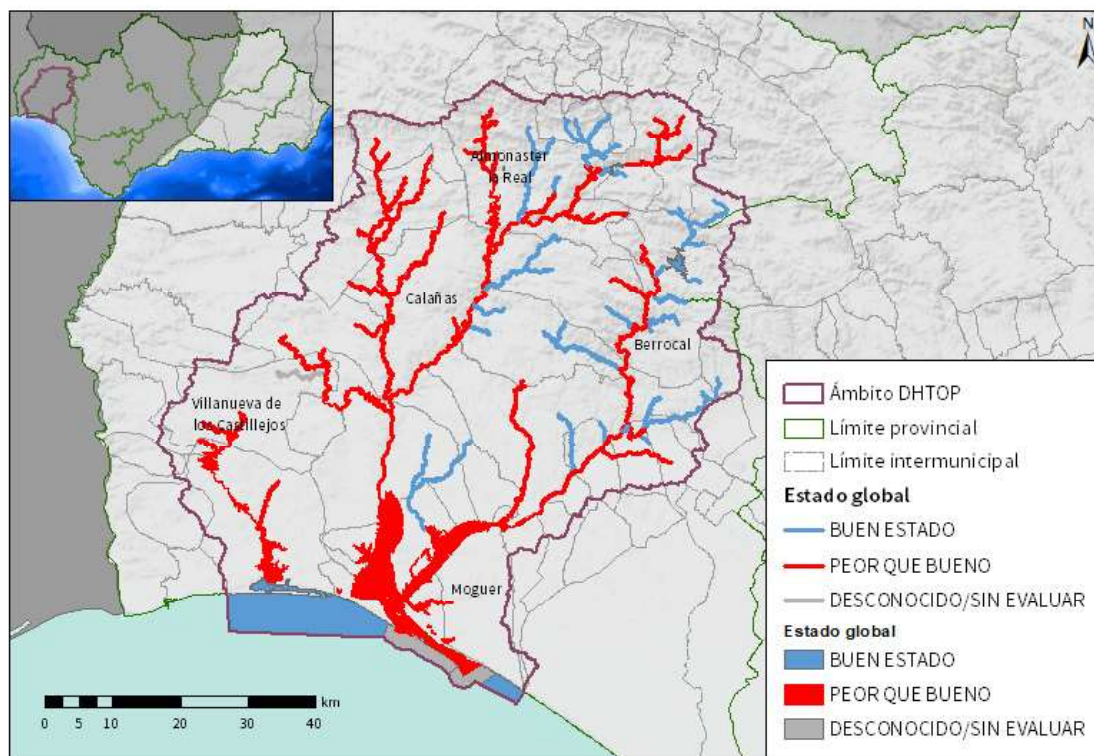 N
Almonaster
la Real
Calañas
Berrocal
Villanueva de
los Castillejos
Moguer
km
0 5 10 20 30 40
Ámbito DHTOP
Límite provincial
Límite intermunicipal
Estado global
BUEN ESTADO
PEOR QUE BUENO
DESCONOCIDO/SIN EVALUAR
Estado global
BUEN ESTADO
PEOR QUE BUENO
DESCONOCIDO/SIN EVALUAR